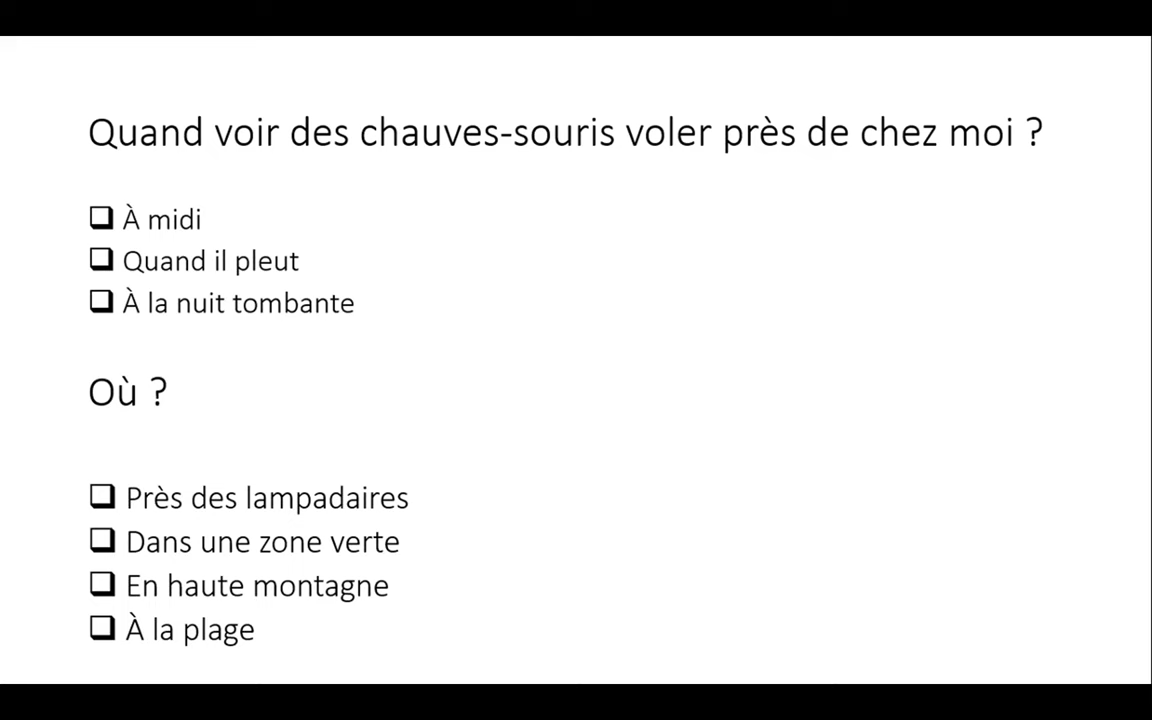 Quand voir des chauves-souris voler près de chez moi ?
À midi
Quand il pleut
À la nuit tombante
Où ?
Près des lampadaires
Dans une zone verte
En haute montagne
À la plage